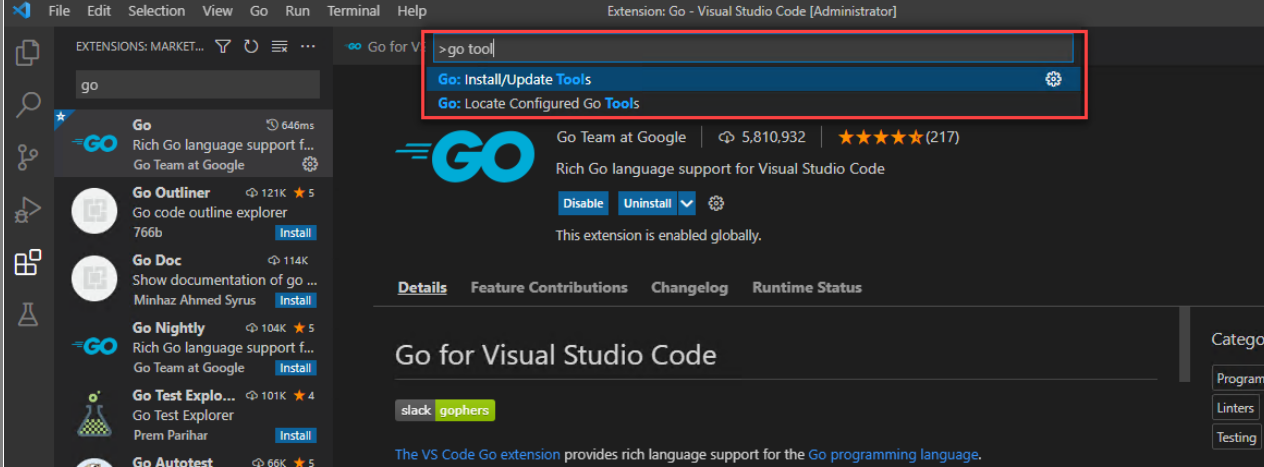 File Edit Selection View Go Run Terminal Help Extension: Go - Visual Studio Code [Administrator]
EXTENSIONS: MARKET...
go
Go 646ms
Rich Go language support f...
Go Team at Google
Go Outliner 121K 5
Go code outline explorer
766b Install
Go Doc 114K
Show documentation of go ...
Minhaz Ahmed Syrus Install
Go Nightly 104K 5
Rich Go language support f...
Go Team at Google Install
Go Test Explo... 101K 4
Go Test Explorer
Prem Parihar Install
Go Autotest 66K 5
Go for VS
>go tool
Go: Install/Update Tools
Go: Locate Configured Go Tools
GO
Go Team at Google 5,810,932 (217)
Rich Go language support for Visual Studio Code
Disable Uninstall
This extension is enabled globally.
Details Feature Contributions Changelog Runtime Status
Go for Visual Studio Code
slack gophers
The VS Code Go extension provides rich language support for the Go programming language.
Catego
Program
Linters
Testing